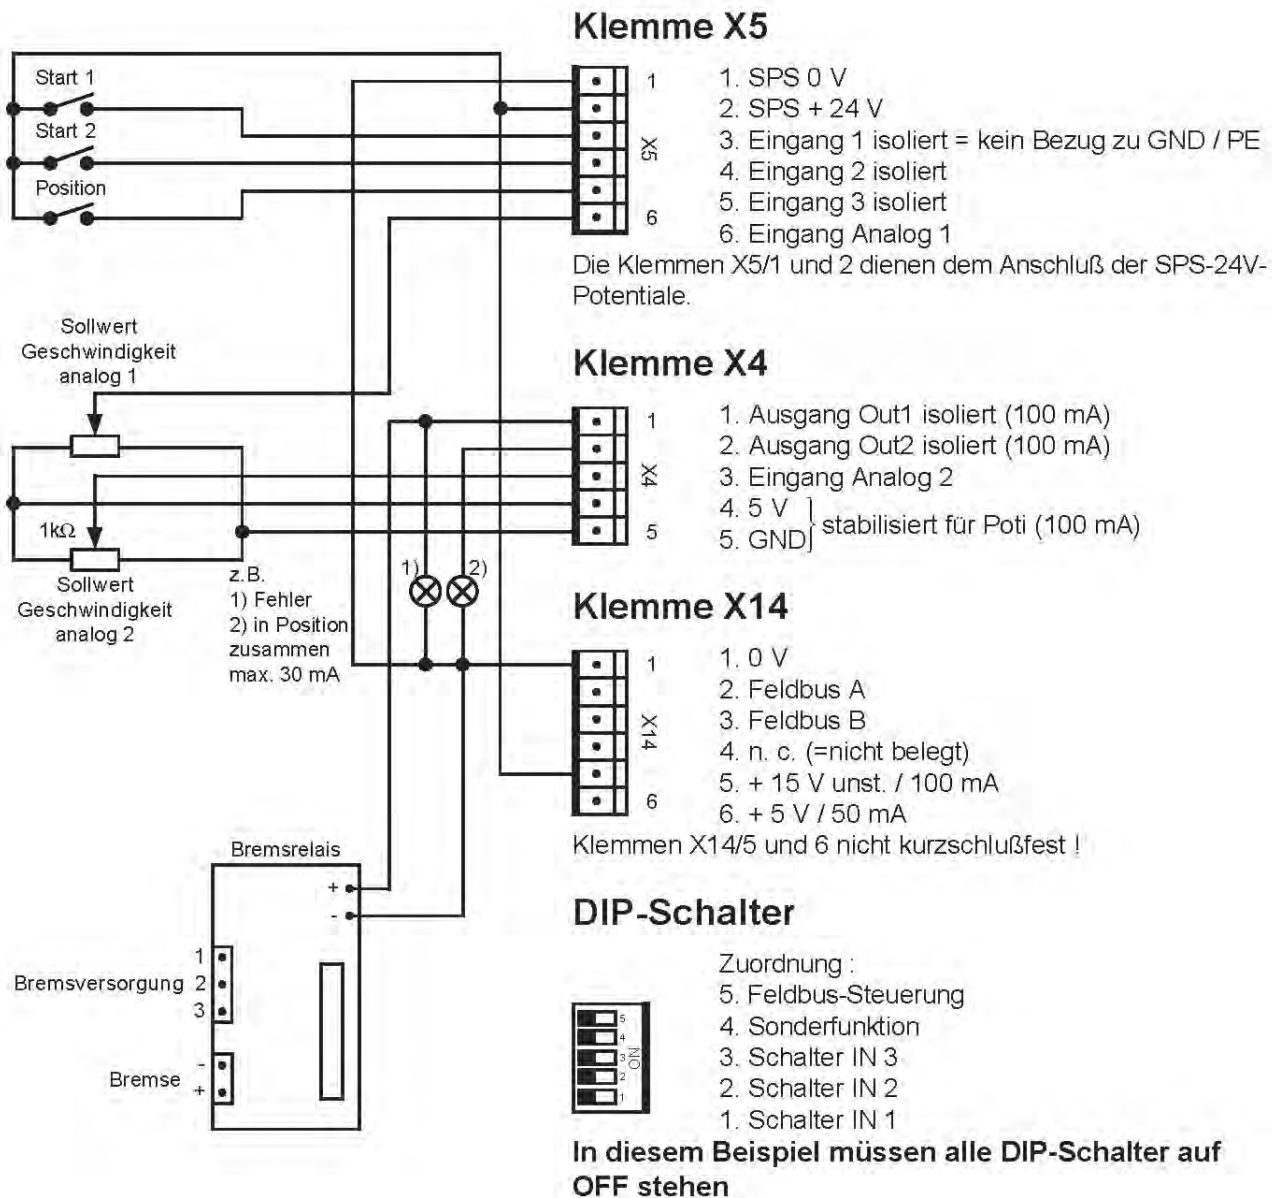 Klemme X5
Start 1
Start 2
Position
1
X5
6
1. SPS 0 V
2. SPS + 24 V
3. Eingang 1 isoliert = kein Bezug zu GND / PE
4. Eingang 2 isoliert
5. Eingang 3 isoliert
6. Eingang Analog 1
Die Klemmen X5/1 und 2 dienen dem Anschluß der SPS-24V-
Potentiale.
Sollwert
Geschwindigkeit
analog 1
1kΩ
Sollwert
Geschwindigkeit
analog 2
z.B.
1) Fehler
2) in Position
zusammen
max. 30 mA
1)
2)
Klemme X4
1
X4
5
1. Ausgang Out1 isoliert (100 mA)
2. Ausgang Out2 isoliert (100 mA)
3. Eingang Analog 2
4. 5 V
5. GND
stabilisiert für Poti (100 mA)
Klemme X14
1
X14
6
1. 0 V
2. Feldbus A
3. Feldbus B
4. n. c. (=nicht belegt)
5. + 15 V unst. / 100 mA
6. + 5 V / 50 mA
Klemmen X14/5 und 6 nicht kurzschlußfest !
Bremsrelais
+
-
1
Bremsversorgung 2
3
-
Bremse
+
DIP-Schalter
5
4
3
2
1
NO
Zuordnung :
5. Feldbus-Steuerung
4. Sonderfunktion
3. Schalter IN 3
2. Schalter IN 2
1. Schalter IN 1
In diesem Beispiel müssen alle DIP-Schalter auf
OFF stehen